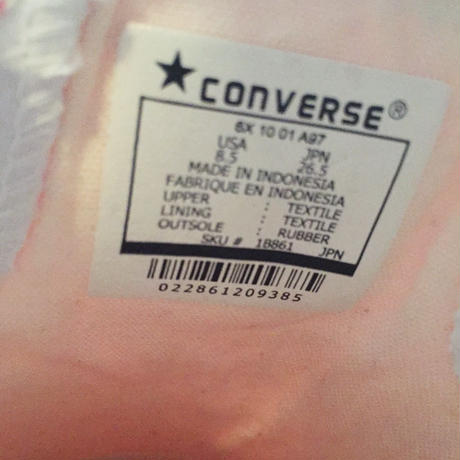 ★ CONVERSE®
6X 10 01 A97
USA JPN
8.5 26.5
MADE IN INDONESIA
FABRIQUE EN INDONESIA
UPPER : TEXTILE
LINING : TEXTILE
OUTSOLE : RUBBER
SKU # 1B861 JPN
022861209385